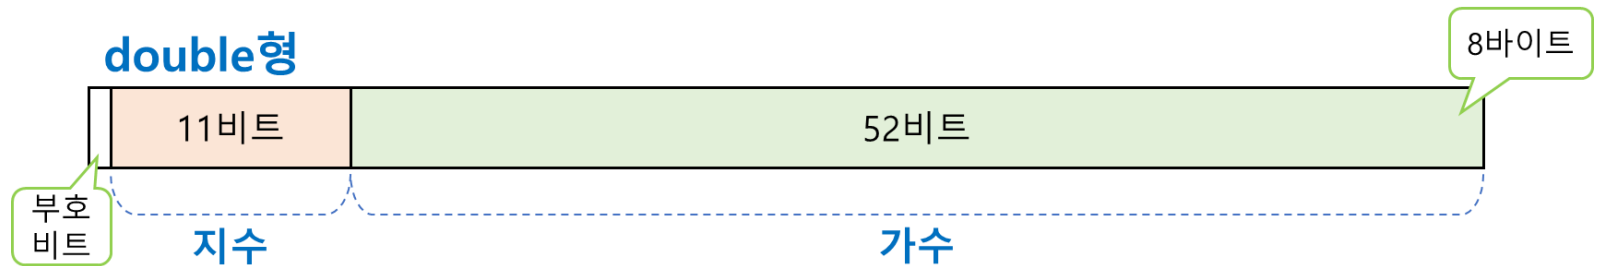 double형
8바이트
11비트
52비트
부호
비트
지수
가수